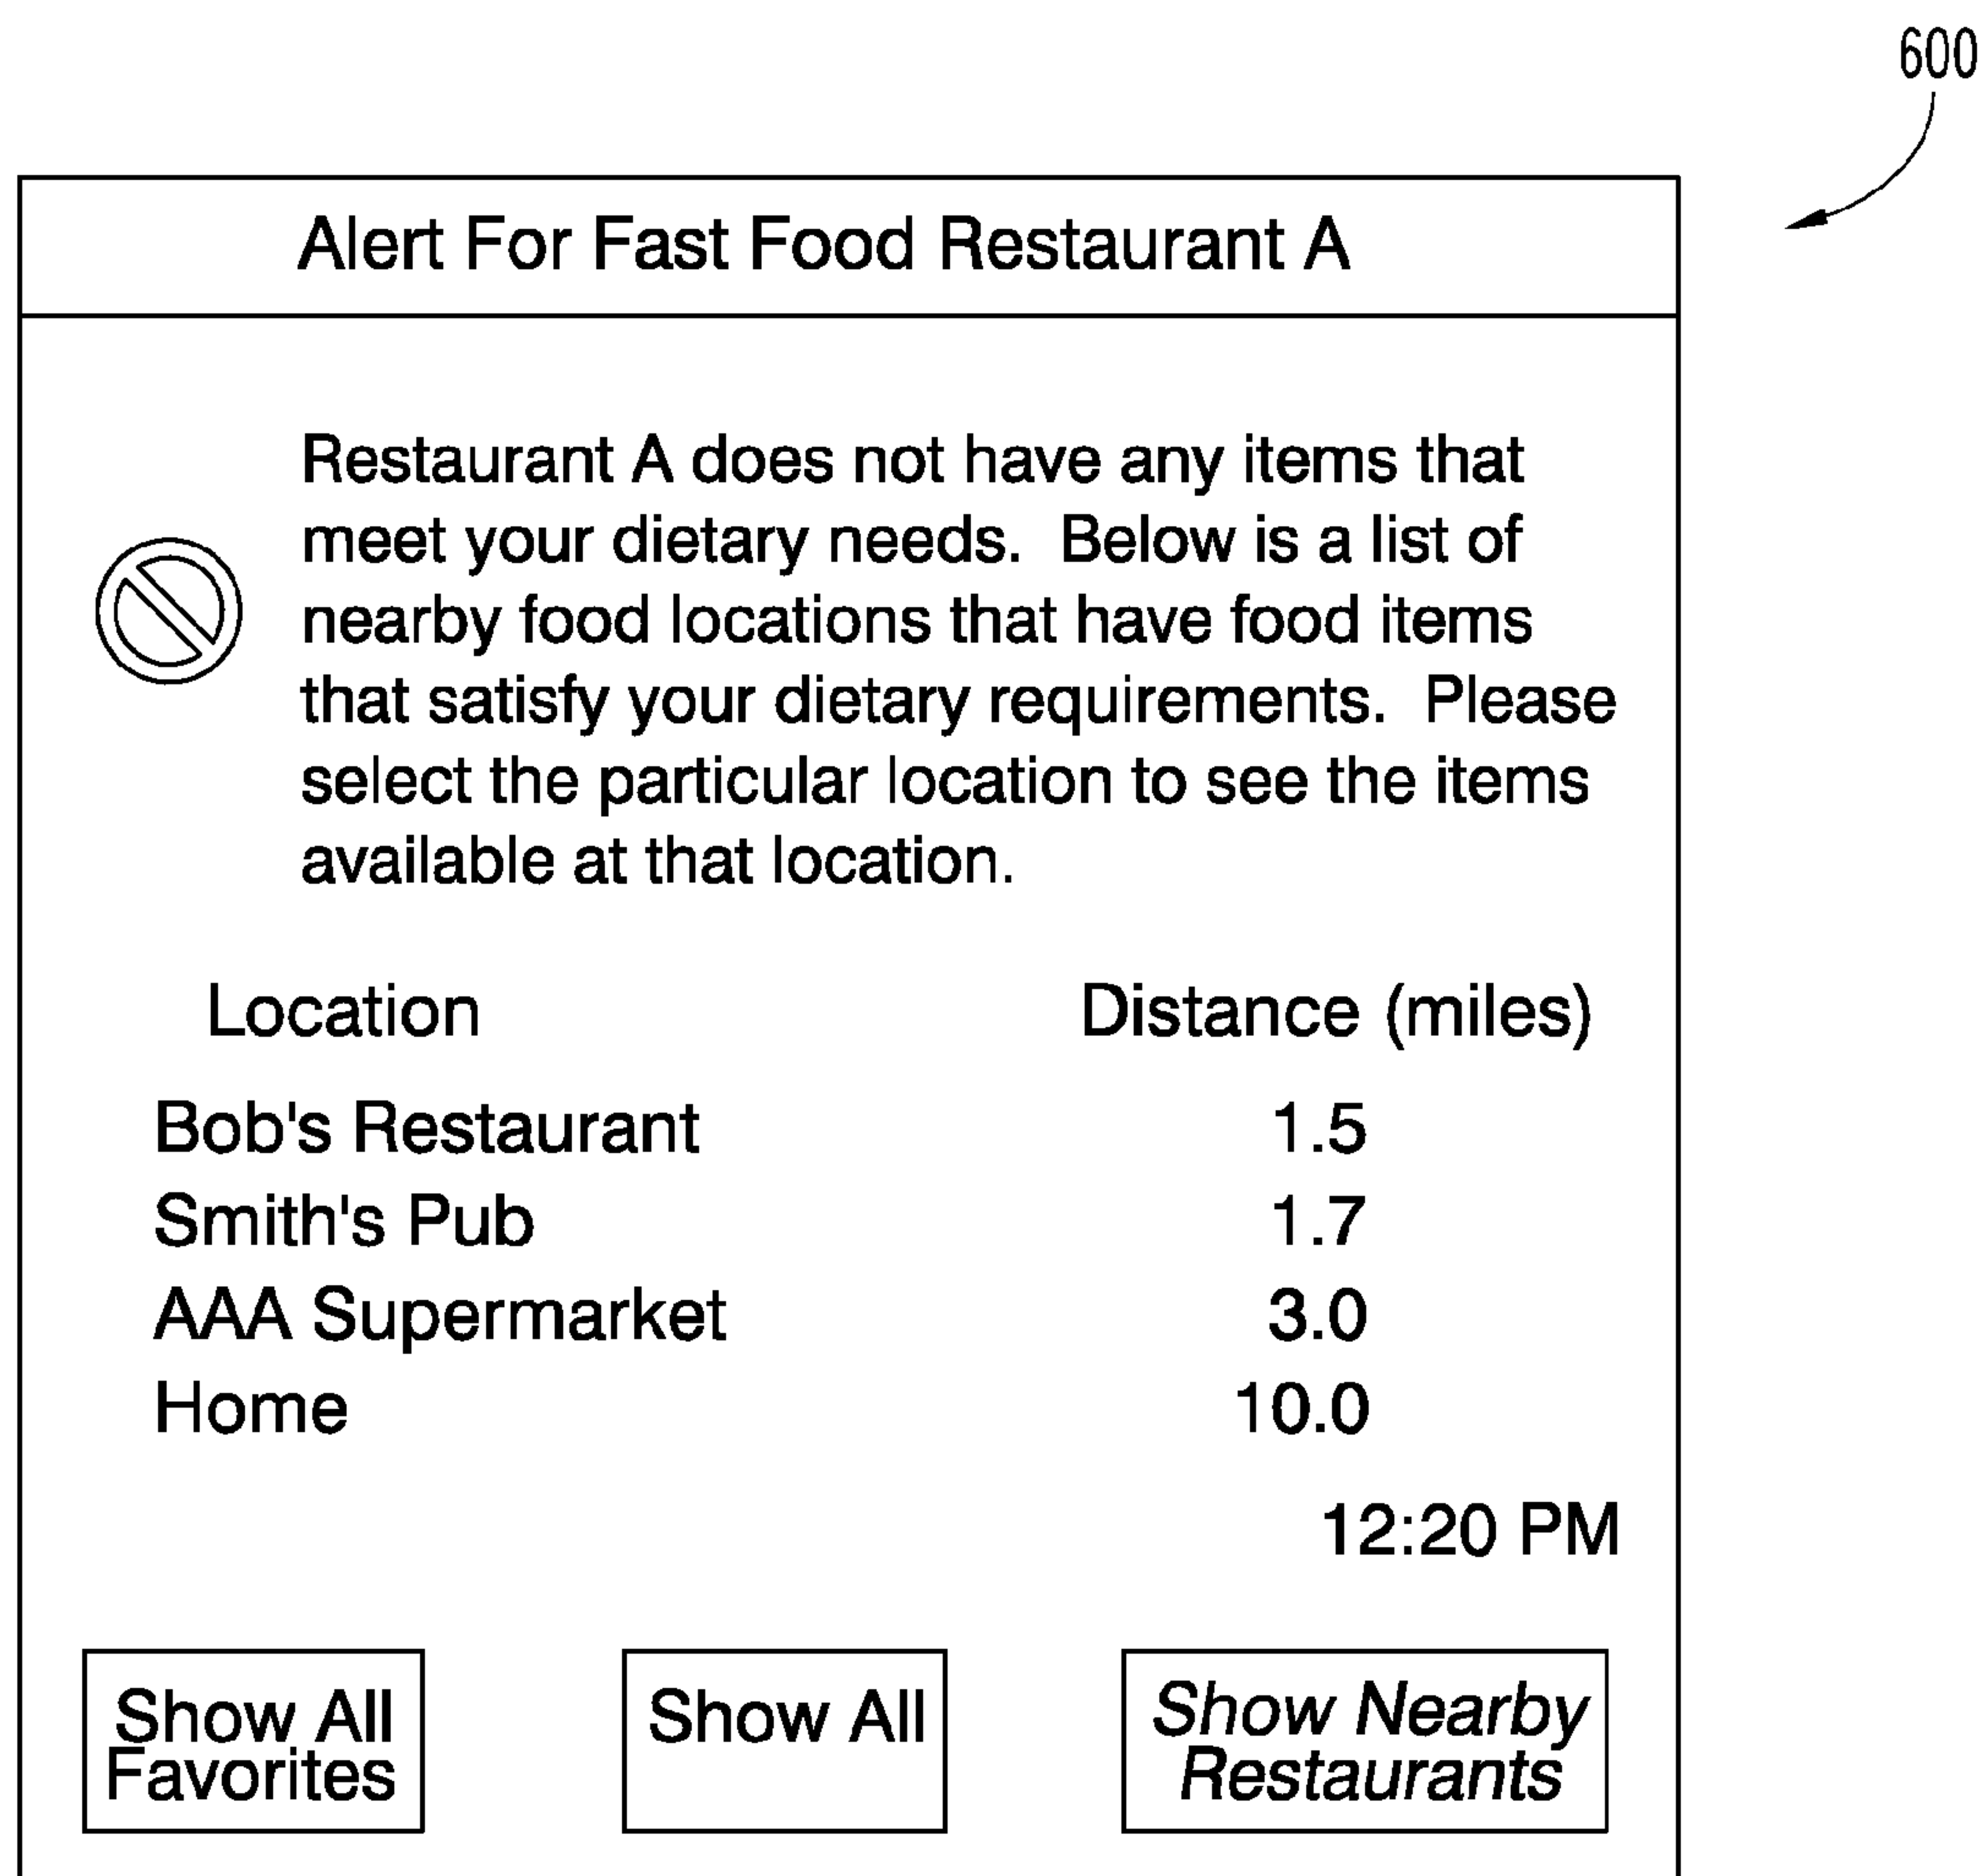 600
Alert For Fast Food Restaurant A
Restaurant A does not have any items that
meet your dietary needs. Below is a list of
nearby food locations that have food items
that satisfy your dietary requirements. Please
select the particular location to see the items
available at that location.
Location Distance (miles)
Bob's Restaurant 1.5
Smith's Pub 1.7
AAA Supermarket 3.0
Home 10.0
12:20 PM
Show All
Favorites
Show All
Show Nearby
Restaurants